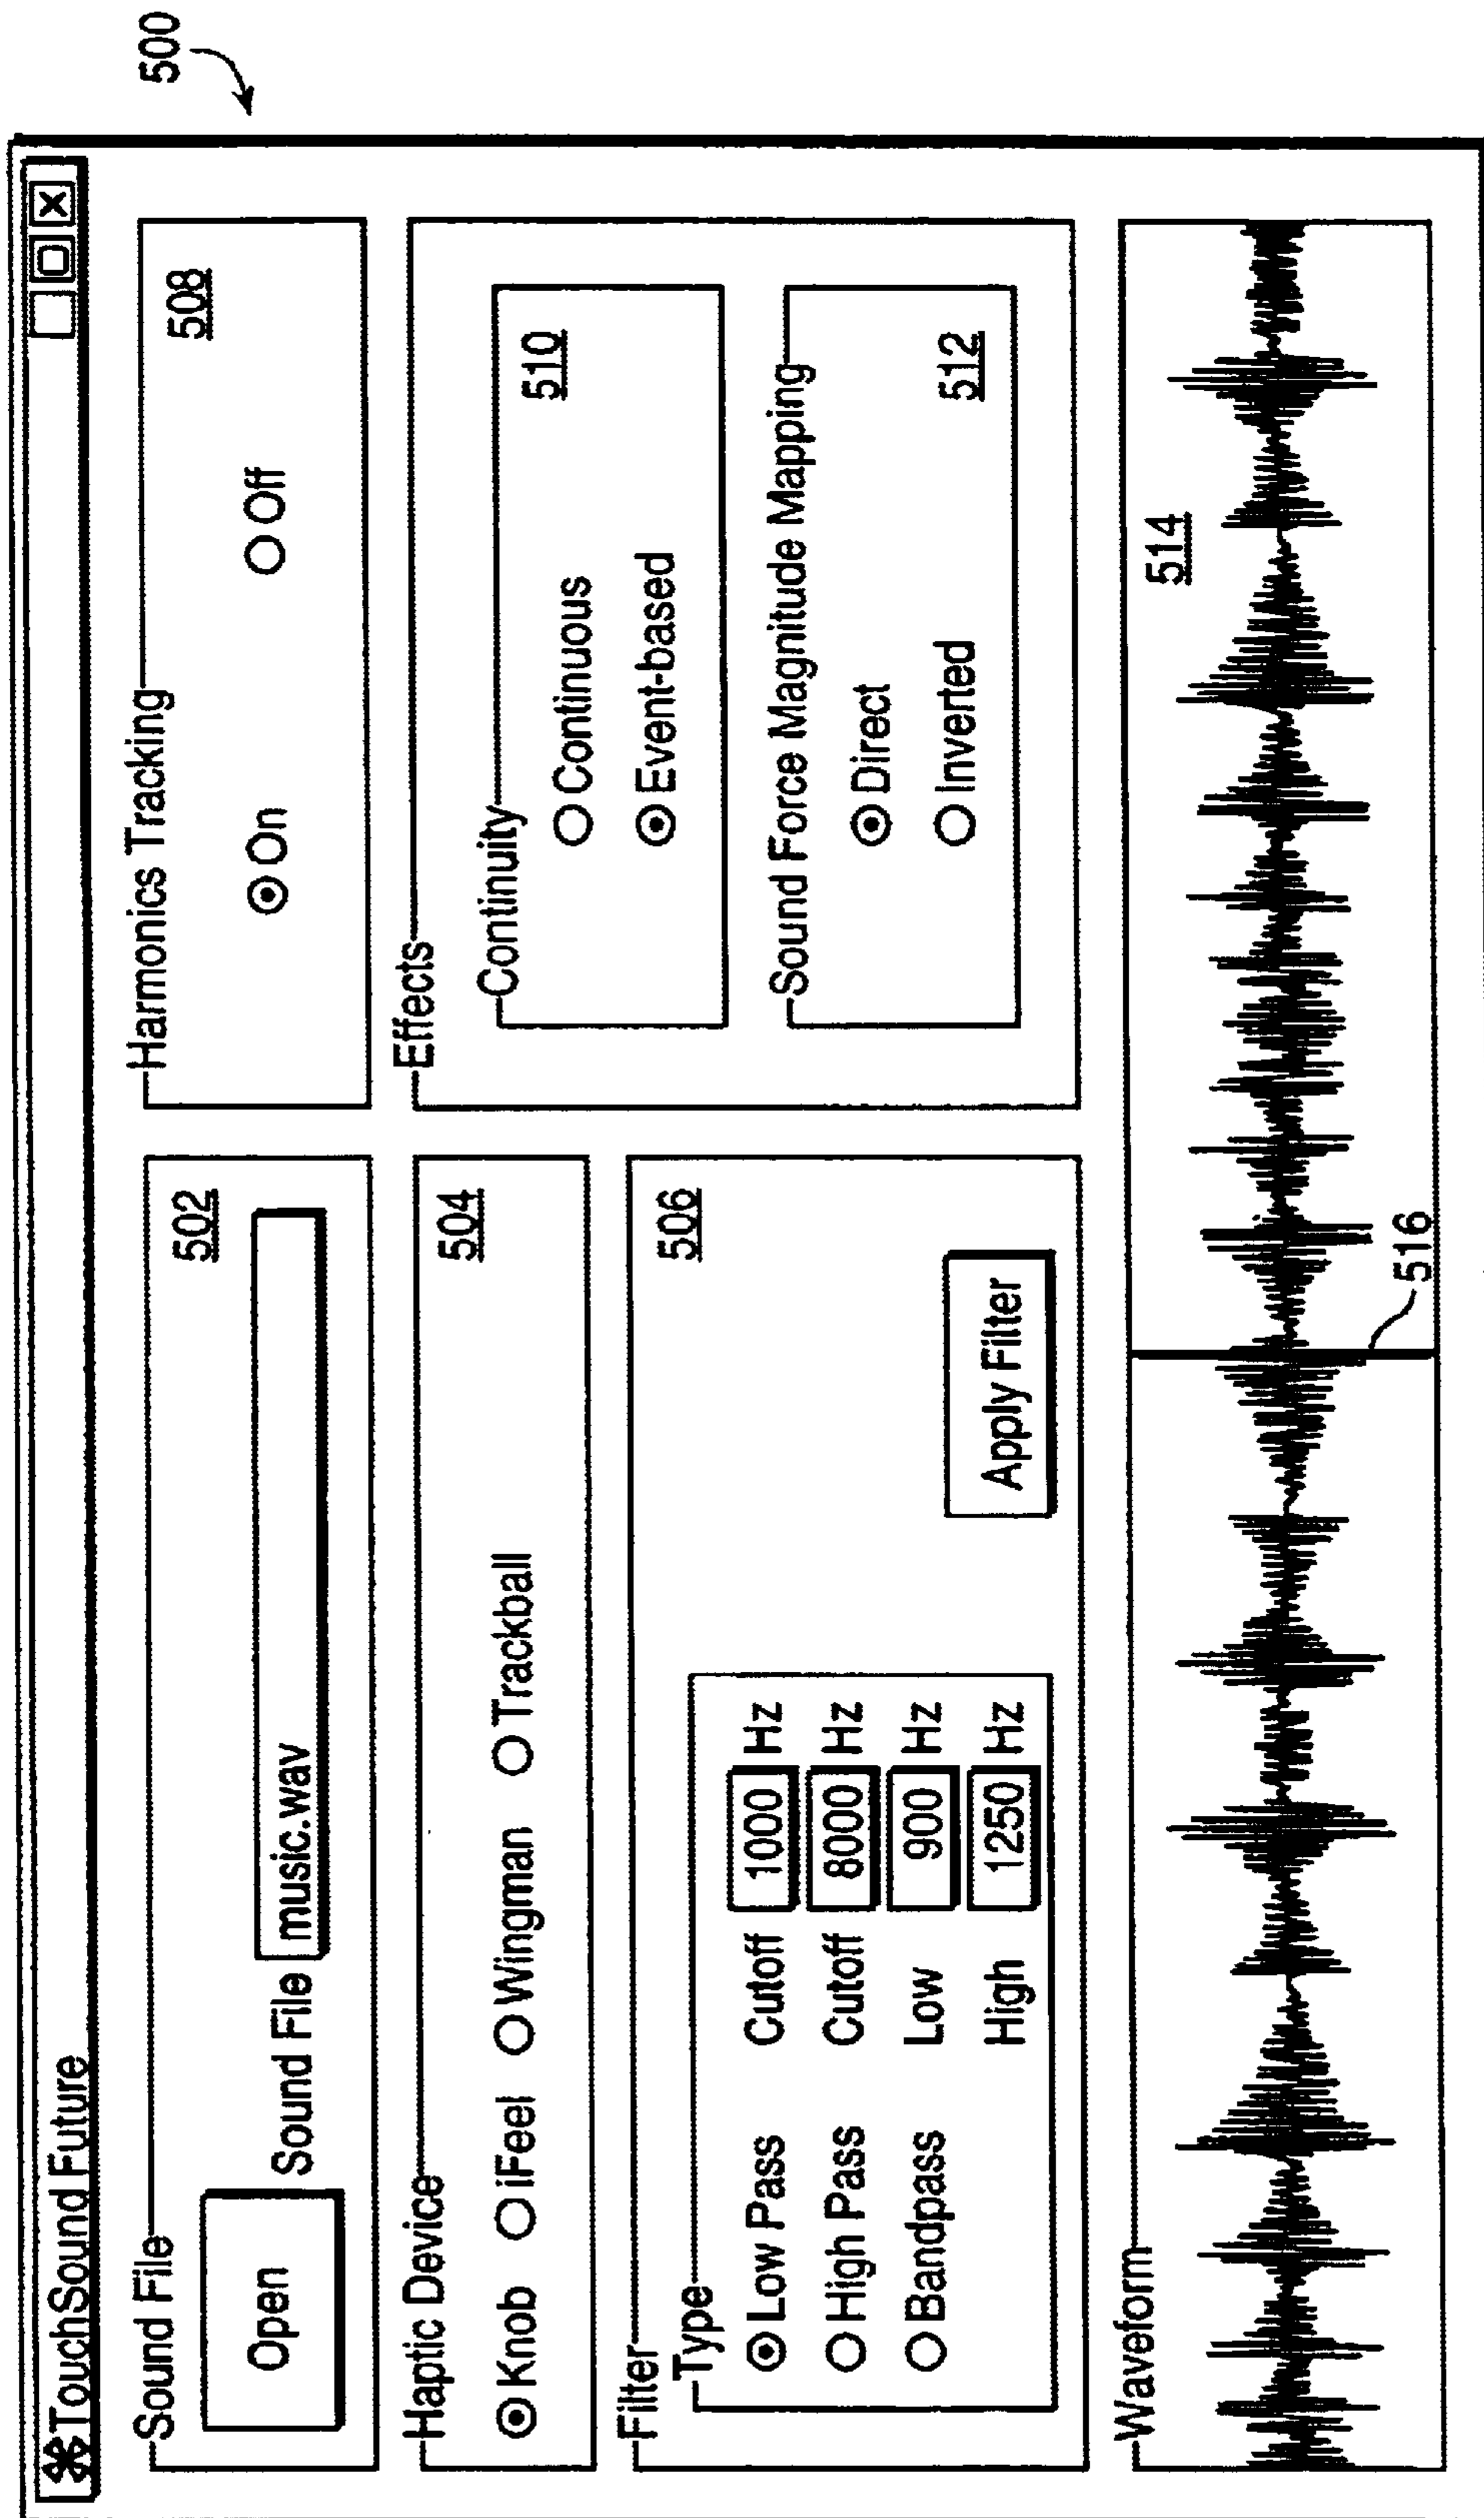 500
TouchSound Future
Sound File
502
Open
Sound File music.wav
Haptic Device
504
Knob iFeel Wingman Trackball
Filter
506
Type
Low Pass Cutoff 1000 Hz
High Pass Cutoff 8000 Hz
Bandpass Low 900 Hz
High 1250 Hz
Apply Filter
Harmonics Tracking
508
On Off
Effects
Continuity
510
Continuous
Event-based
Sound Force Magnitude Mapping
Direct
Inverted
512
Waveform
514
516